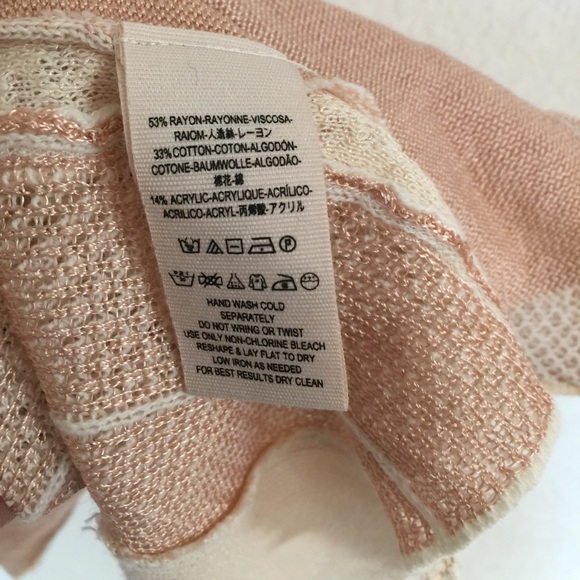 53% RAYON-RAYONNE-VISCOSA-
RAIOM-人造絲-レーヨン
33% COTTON-COTON-ALGODÓN-
COTONE-BAUMWOLLE-ALGODÃO-
棉花-綿
14% ACRYLIC-ACRYLIQUE-ACRÍLICO-
ACRILICO-ACRYL-丙烯酸-アクリル
HAND WASH COLD
SEPARATELY
DO NOT WRING OR TWIST
USE ONLY NON-CHLORINE BLEACH
RESHAPE & LAY FLAT TO DRY
LOW IRON AS NEEDED
FOR BEST RESULTS DRY CLEAN